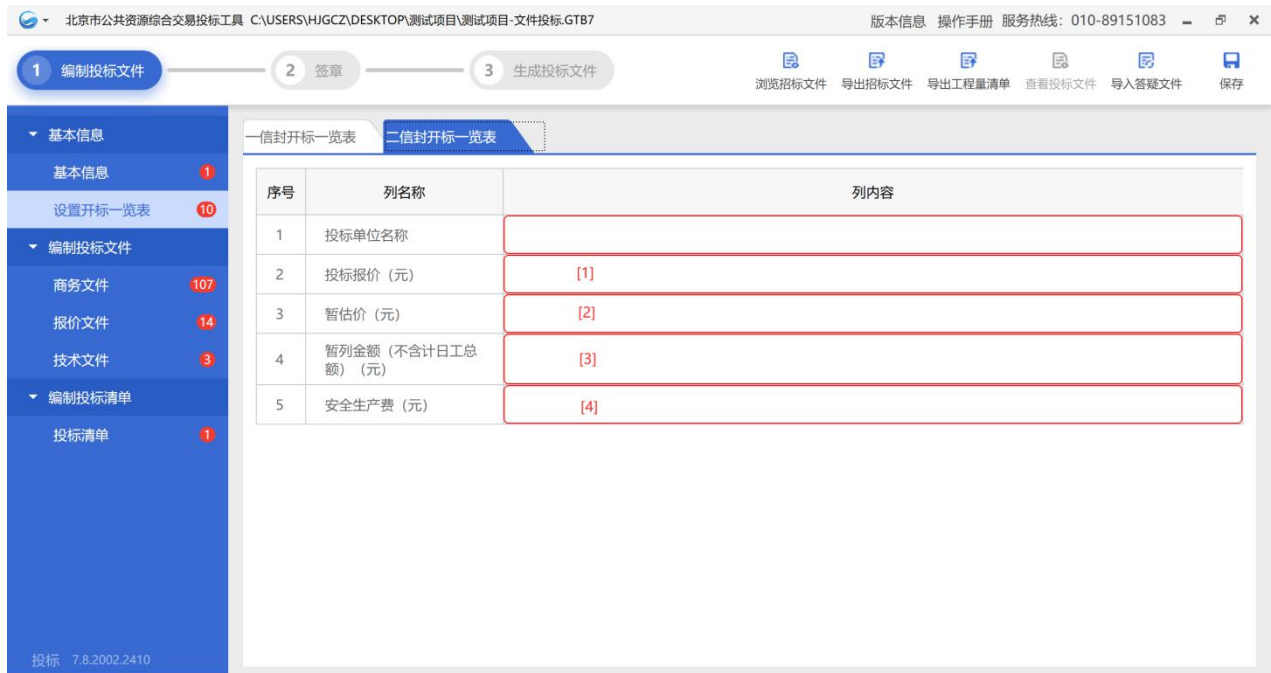 北京市公共资源综合交易投标工具 C:\USERS\HJGCZ\DESKTOP\测试项目\测试项目-文件投标.GTB7 版本信息 操作手册 服务热线：010-89151083
1 编制投标文件 2 签章 3 生成投标文件 浏览招标文件 导出招标文件 导出工程量清单 查看投标文件 导入答疑文件 保存
基本信息
基本信息 1
设置开标一览表 10
编制投标文件
商务文件 107
报价文件 14
技术文件 3
编制投标清单
投标清单 1
投标 7.8.2002.2410
一信封开标一览表 二信封开标一览表
序号 列名称 列内容
1 投标单位名称
2 投标报价（元） [1]
3 暂估价（元） [2]
4 暂列金额（不含计日工总
额）（元） [3]
5 安全生产费（元） [4]